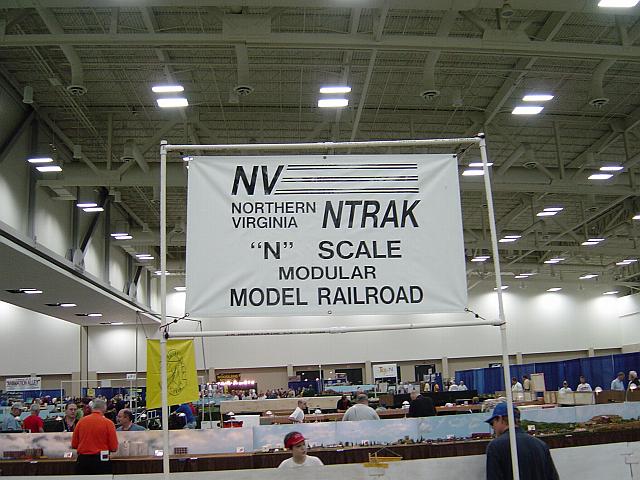 NV
NORTHERN
VIRGINIA
NTRAK
"N" SCALE
MODULAR
MODEL RAILROAD